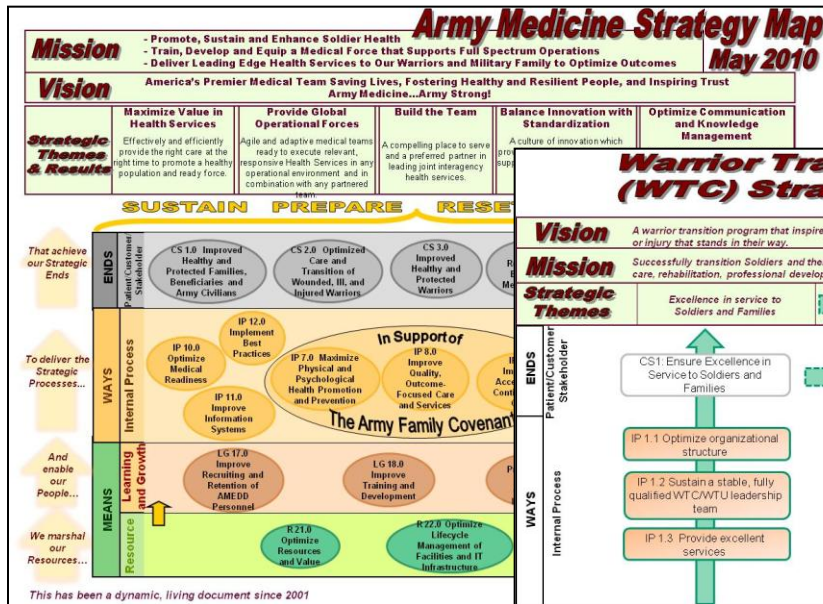 Army Medicine Strategy Map
May 2010
Mission
- Promote, Sustain and Enhance Soldier Health
- Train, Develop and Equip a Medical Force that Supports Full Spectrum Operations
- Deliver Leading Edge Health Services to Our Warriors and Military Family to Optimize Outcomes
Vision
America's Premier Medical Team Saving Lives, Fostering Healthy and Resilient People, and Inspiring Trust
Army Medicine...Army Strong!
Strategic
Themes
& Results
Maximize Value in
Health Services
Effectively and efficiently
provide the right care at the
right time to promote a healthy
population and ready force.
Provide Global
Operational Forces
Agile and adaptive medical teams
ready to execute relevant,
responsive Health Services in any
operational environment and in
combination with any partnered
team.
Build the Team
A compelling place to serve
and a preferred partner in
leading joint interagency
health services.
Balance Innovation with
Standardization
A culture of innovation which
Optimize Communication
and Knowledge
Management
SUSTAIN PREPARE RESET
That achieve
our Strategic
Ends
ENDS
Patient/Customer/
Stakeholder
CS 1.0 Improved
Healthy and
Protected Families,
Beneficiaries and
Army Civilians
CS 2.0 Optimized
Care and
Transition of
Wounded, Ill, and
Injured Warriors
CS 3.0
Improved
Healthy and
Protected
Warriors
To deliver the
Strategic
Processes...
WAYS
Internal Process
IP 10.0
Optimize
Medical
Readiness
IP 12.0
Implement
Best
Practices
IP 11.0
Improve
Information
Systems
In Support of
IP 7.0 Maximize
Physical and
Psychological
Health Promotion
and Prevention
IP 8.0
Improve
Quality,
Outcome-
Focused Care
and Services
The Army Family Covenant
And
enable
our
People...
MEANS
Learning
and Growth
LG 17.0
Improve
Recruiting and
Retention of
AMEDD
Personnel
LG 18.0
Improve
Training and
Development
We marshal
our
Resources...
Resource
R 21.0
Optimize
Resources
and Value
R 22.0 Optimize
Lifecycle
Management of
Facilities and IT
Infrastructure
This has been a dynamic, living document since 2001
Warrior Tra
(WTC) Stra
Vision
A warrior transition program that inspire
or injury that stands in their way.
Mission
Successfully transition Soldiers and the
care, rehabilitation, professional develop
Strategic
Themes
Excellence in service to
Soldiers and Families
ENDS
Patient/Customer
Stakeholder
CS1: Ensure Excellence in
Service to Soldiers and
Families
WAYS
Internal Process
IP 1.1 Optimize organizational
structure
IP 1.2 Sustain a stable, fully
qualified WTC/WTU leadership
team
IP 1.3 Provide excellent
services